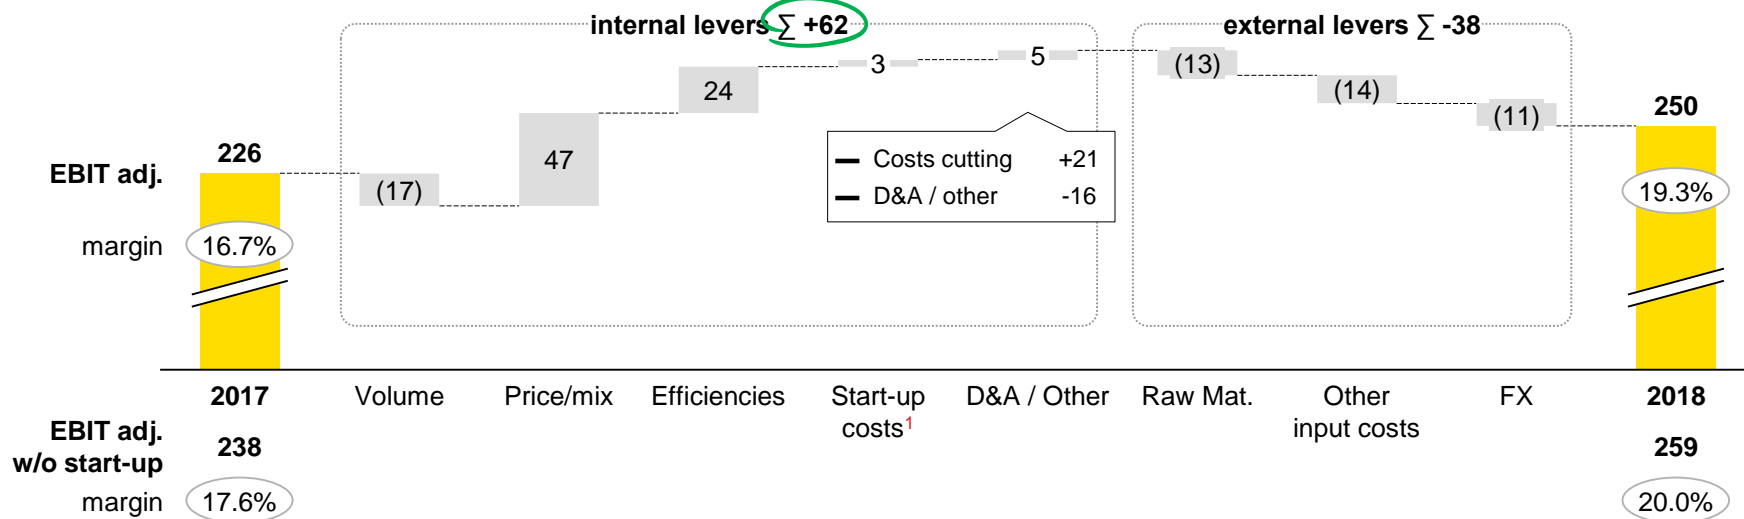 internal levers ∑ +62
external levers ∑ -38
3
5
(13)
24
(14)
250
(11)
226
47
Costs cutting +21
EBIT adj.
(17)
D&A / other -16
19.3%
margin
16.7%
2017
Volume
Price/mix
Efficiencies
Start-up
costs1
D&A / Other
Raw Mat.
Other
input costs
FX
2018
EBIT adj.
w/o start-up
238
259
margin
17.6%
20.0%